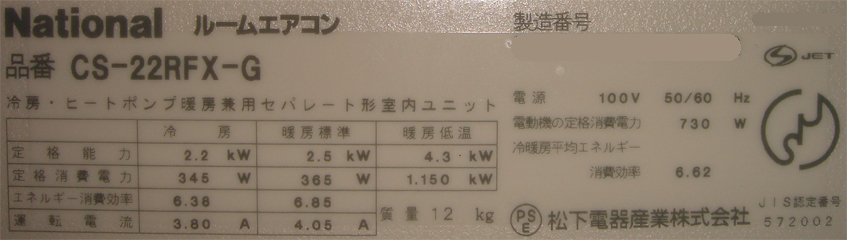 National ルームエアコン
品番 CS-22RFX-G
冷房・ヒートポンプ暖房兼用セパレート形室内ユニット
冷房 暖房標準 暖房低温
定格能力 2.2 kW 2.5 kW 4.3 kW
定格消費電力 345 W 365 W 1.150 kW
エネルギー消費効率 6.38 6.85
運転電流 3.80 A 4.05 A
質量 12 kg
製造番号
JET
電源 100V 50/60 Hz
電動機の定格消費電力 730 W
冷暖房平均エネルギー
消費効率 6.62
PSE 松下電器産業株式会社
JIS認定番号
572002